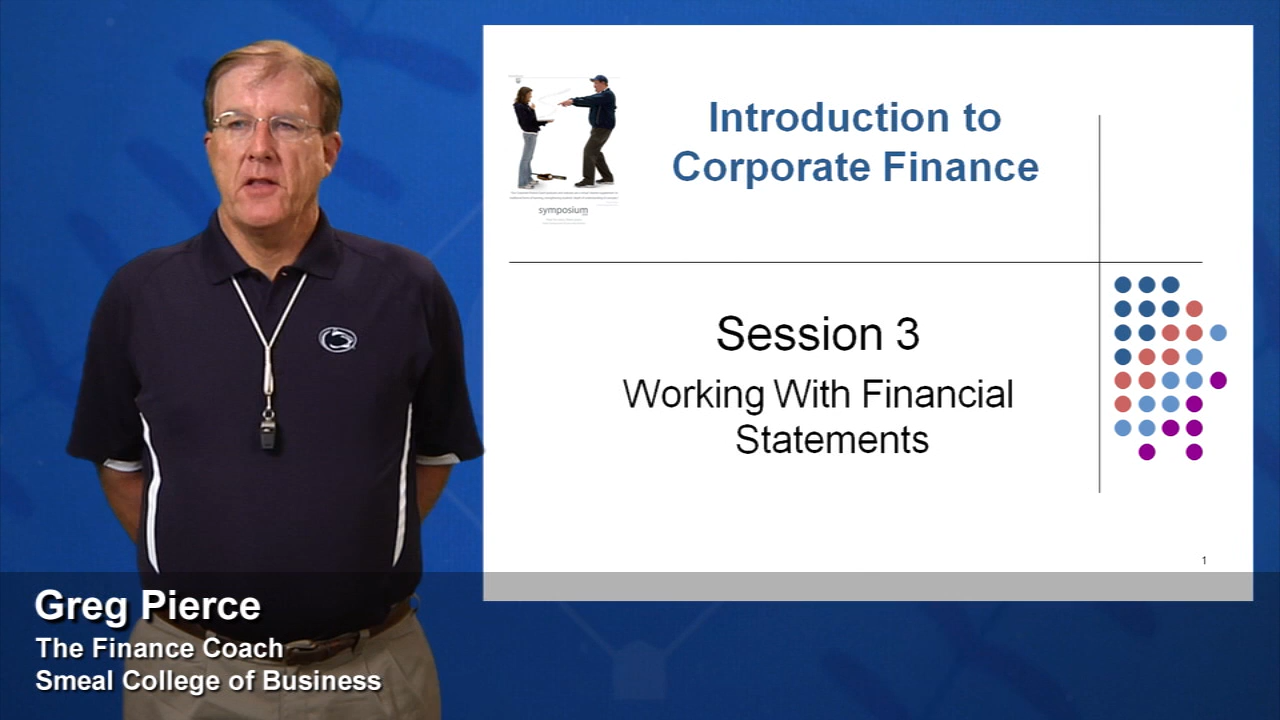 Introduction to
Corporate Finance
symposium
Session 3
Working With Financial
Statements
1
Greg Pierce
The Finance Coach
Smeal College of Business